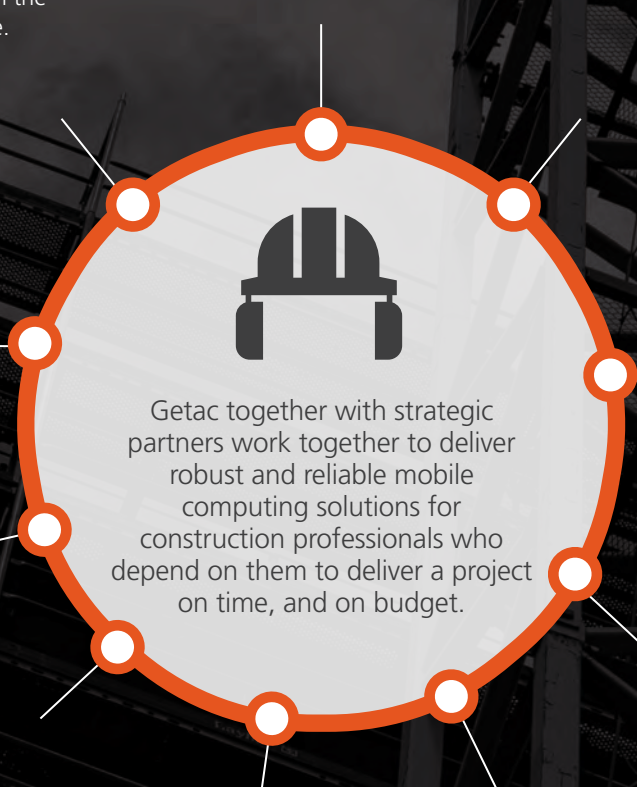 the
e.
Getac together with strategic
partners work together to deliver
robust and reliable mobile
computing solutions for
construction professionals who
depend on them to deliver a project
on time, and on budget.